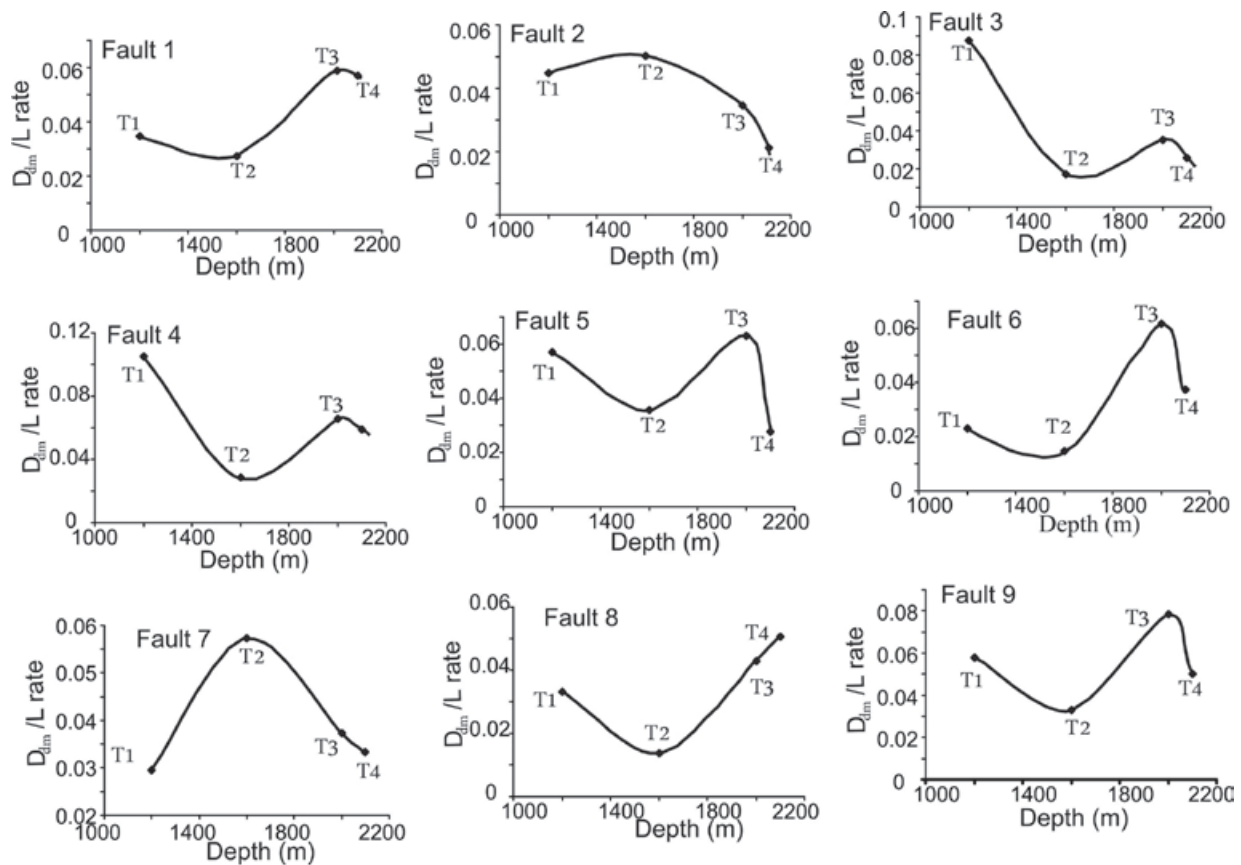 Fault 1
D_dm /L rate
0.06
0.04
0.02
0
T1
T2
T3
T4
1000 1400 1800 2200
Depth (m)
Fault 2
D_dm /L rate
0.06
0.04
0.02
0
T1
T2
T3
T4
1000 1400 1800 2200
Depth (m)
Fault 3
D_dm /L rate
0.1
0.08
0.06
0.04
0.02
0
T1
T2
T3
T4
1000 1400 1800 2200
Depth (m)
Fault 4
D_dm /L rate
0.12
0.08
0.04
0
T1
T2
T3
1000 1400 1800 2200
Depth (m)
Fault 5
D_dm /L rate
0.06
0.04
0.02
0
T1
T2
T3
T4
1000 1400 1800 2200
Depth (m)
Fault 6
D_dm /L rate
0.06
0.04
0.02
0
T1
T2
T3
T4
1000 1400 1800 2200
Depth (m)
Fault 7
D_dm /L rate
0.06
0.05
0.04
0.03
0.02
T1
T2
T3
T4
1000 1400 1800 2200
Depth (m)
Fault 8
D_dm /L rate
0.06
0.04
0.02
0
T1
T2
T4
T3
1000 1400 1800 2200
Depth (m)
Fault 9
D_dm /L rate
0.08
0.06
0.04
0.02
0
T1
T2
T3
T4
1000 1400 1800 2200
Depth (m)